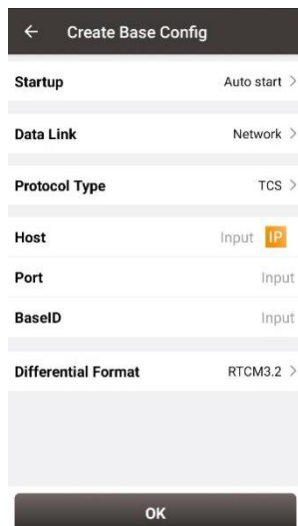 Create Base Config
Startup Auto start
Data Link Network
Protocol Type TCS
Host Input IP
Port Input
BaseID Input
Differential Format RTCM3.2
OK